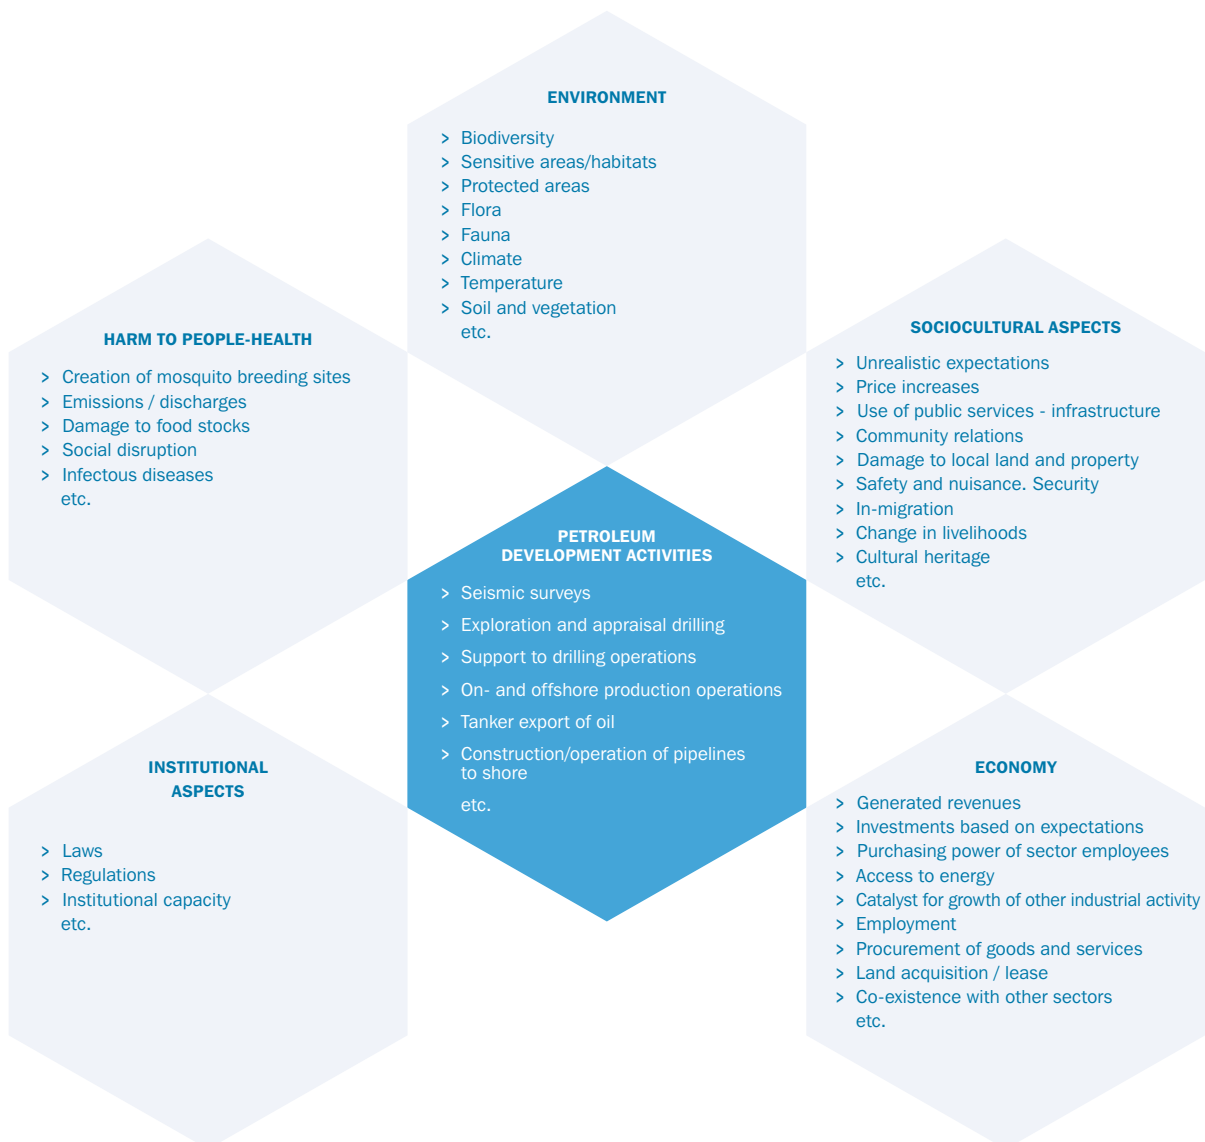 ENVIRONMENT
> Biodiversity
> Sensitive areas/habitats
> Protected areas
> Flora
> Fauna
> Climate
> Temperature
> Soil and vegetation
etc.
HARM TO PEOPLE-HEALTH
> Creation of mosquito breeding sites
> Emissions / discharges
> Damage to food stocks
> Social disruption
> Infectous diseases
etc.
SOCIOCULTURAL ASPECTS
> Unrealistic expectations
> Price increases
> Use of public services - infrastructure
> Community relations
> Damage to local land and property
> Safety and nuisance. Security
> In-migration
> Change in livelihoods
> Cultural heritage
etc.
PETROLEUM
DEVELOPMENT ACTIVITIES
> Seismic surveys
> Exploration and appraisal drilling
> Support to drilling operations
> On- and offshore production operations
> Tanker export of oil
> Construction/operation of pipelines
to shore
etc.
INSTITUTIONAL
ASPECTS
> Laws
> Regulations
> Institutional capacity
etc.
ECONOMY
> Generated revenues
> Investments based on expectations
> Purchasing power of sector employees
> Access to energy
> Catalyst for growth of other industrial activity
> Employment
> Procurement of goods and services
> Land acquisition / lease
> Co-existence with other sectors
etc.